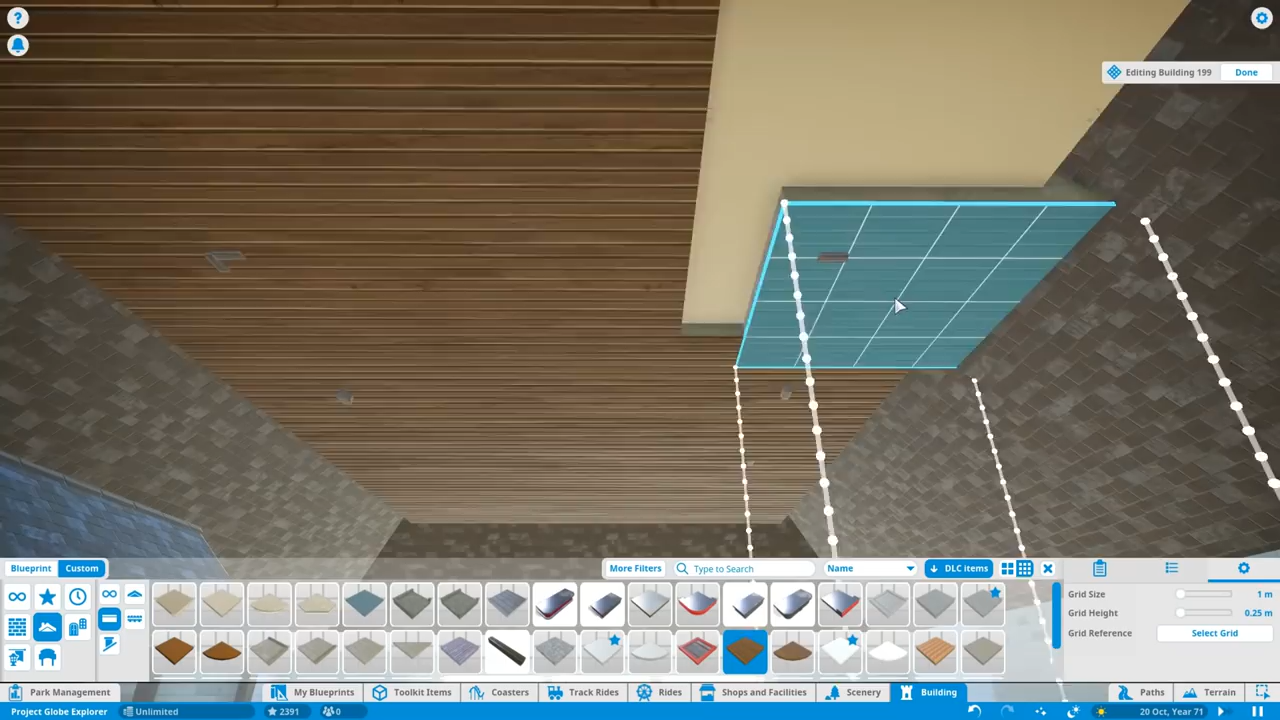 ?
Editing Building 199
Done
Blueprint
Custom
More Filters
Type to Search
Name
DLC items
Grid Size
1 m
Grid Height
0.25 m
Grid Reference
Select Grid
Park Management
My Blueprints
Toolkit Items
Coasters
Track Rides
Rides
Shops and Facilities
Scenery
Building
Paths
Terrain
Project Globe Explorer
Unlimited
2391
0
20 Oct, Year 71